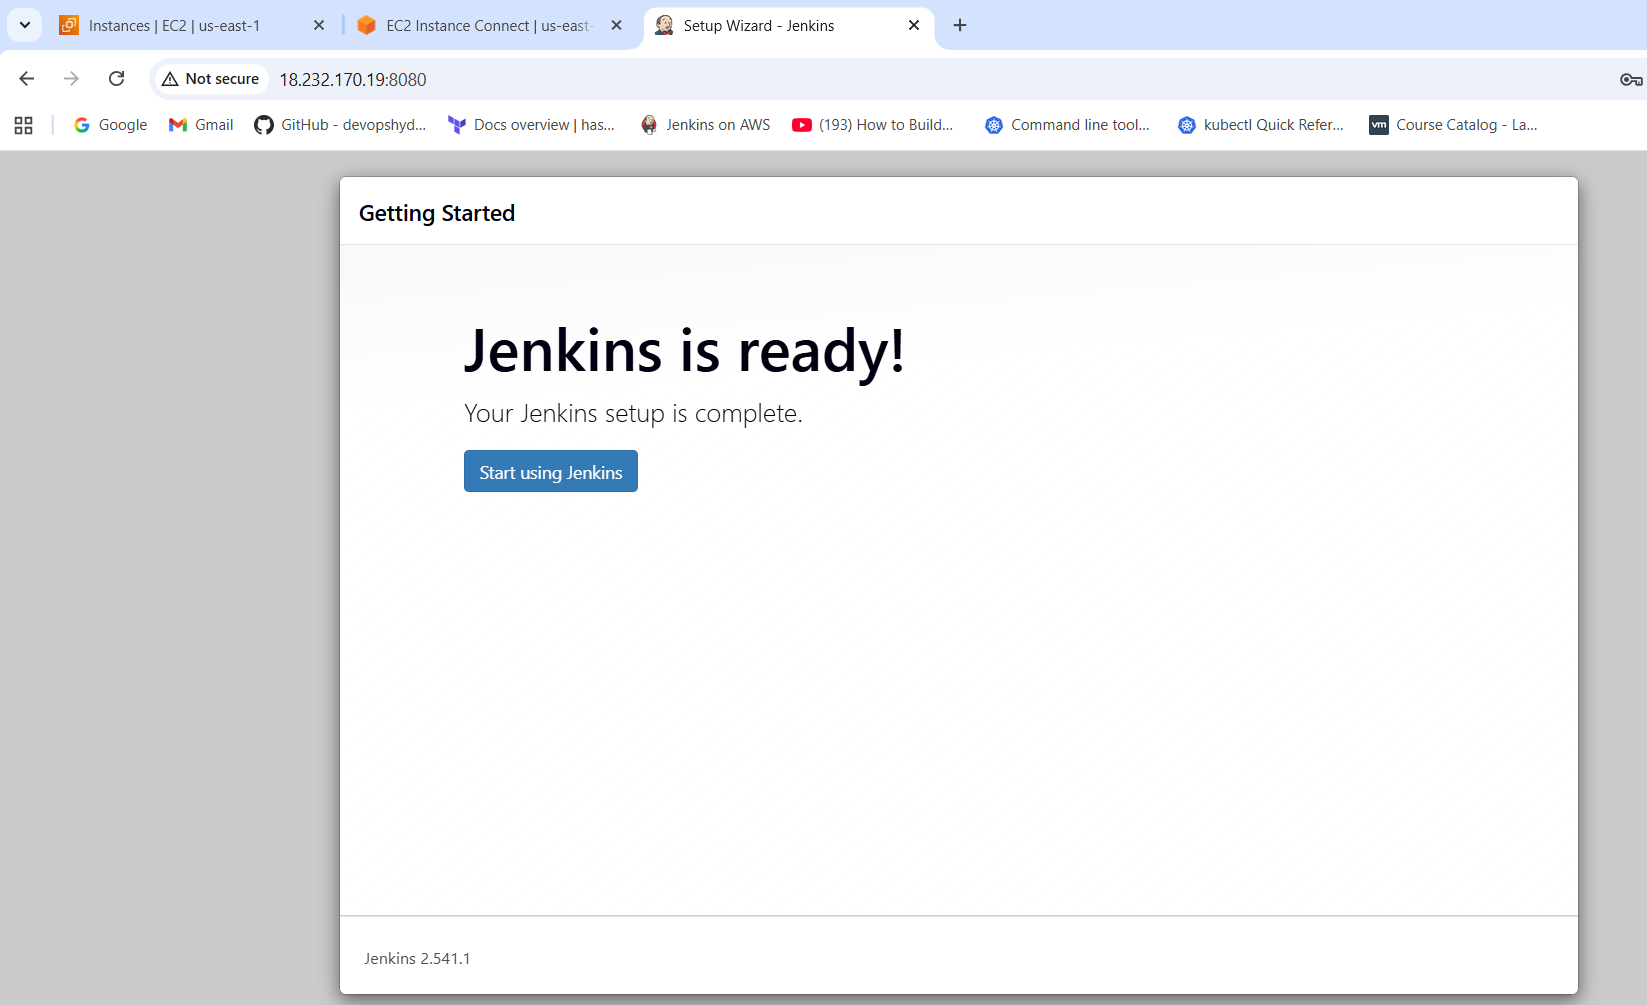 Instances | EC2 | us-east-1
EC2 Instance Connect | us-east-
Setup Wizard - Jenkins
Not secure
18.232.170.19:8080
Google
Gmail
GitHub - devopshyd...
Docs overview | has...
Jenkins on AWS
(193) How to Build...
Command line tool...
kubectl Quick Refer...
vm
Course Catalog - La...
Getting Started
Jenkins is ready!
Your Jenkins setup is complete.
Start using Jenkins
Jenkins 2.541.1